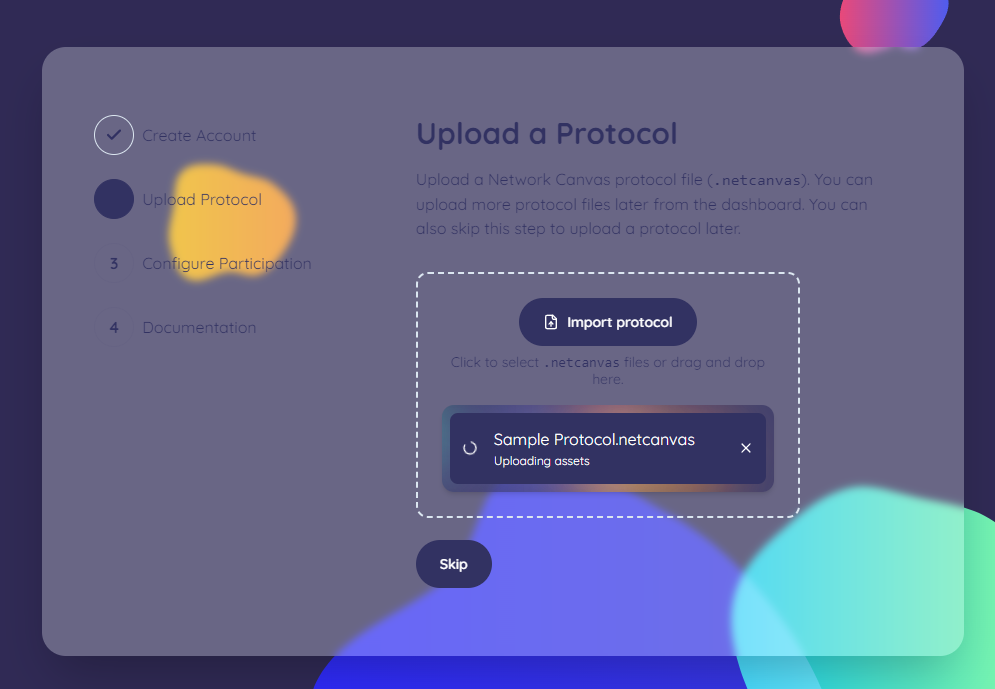 Create Account
Upload Protocol
3 Configure Participation
4 Documentation
Upload a Protocol
Upload a Network Canvas protocol file (.netcanvas). You can
upload more protocol files later from the dashboard. You can
also skip this step to upload a protocol later.
Import protocol
Click to select .netcanvas files or drag and drop
here.
Sample Protocol.netcanvas
Uploading assets
Skip